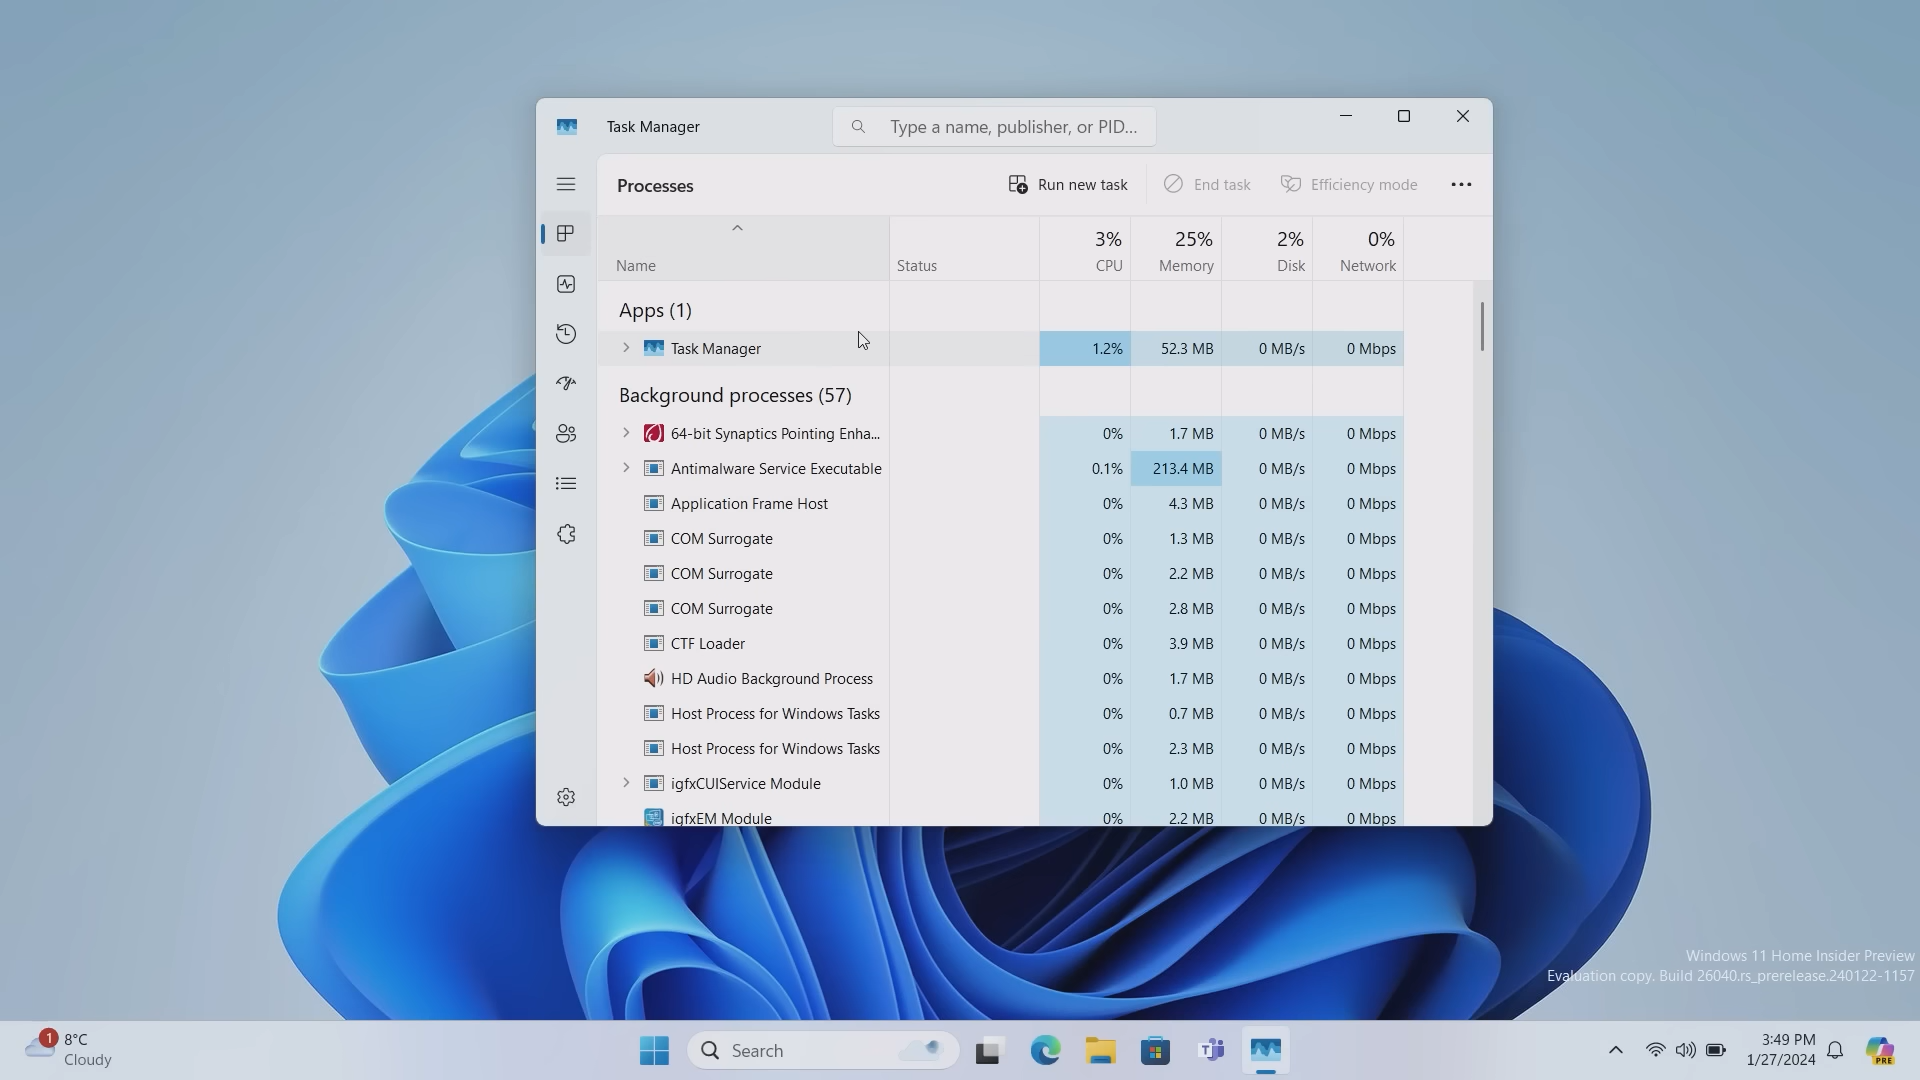 Task Manager
Type a name, publisher, or PID...
Processes
Run new task
End task
Efficiency mode
Name
Status
3% CPU
25% Memory
2% Disk
0% Network
Apps (1)
Task Manager 1.2% 52.3 MB 0 MB/s 0 Mbps
Background processes (57)
64-bit Synaptics Pointing Enha... 0% 1.7 MB 0 MB/s 0 Mbps
Antimalware Service Executable 0.1% 213.4 MB 0 MB/s 0 Mbps
Application Frame Host 0% 4.3 MB 0 MB/s 0 Mbps
COM Surrogate 0% 1.3 MB 0 MB/s 0 Mbps
COM Surrogate 0% 2.2 MB 0 MB/s 0 Mbps
COM Surrogate 0% 2.8 MB 0 MB/s 0 Mbps
CTF Loader 0% 3.9 MB 0 MB/s 0 Mbps
HD Audio Background Process 0% 1.7 MB 0 MB/s 0 Mbps
Host Process for Windows Tasks 0% 0.7 MB 0 MB/s 0 Mbps
Host Process for Windows Tasks 0% 2.3 MB 0 MB/s 0 Mbps
igfxCUIService Module 0% 1.0 MB 0 MB/s 0 Mbps
igfxEM Module 0% 2.2 MB 0 MB/s 0 Mbps
Windows 11 Home Insider Preview
Evaluation copy. Build 26040.rs_prerelease.240122-1157
1
8°C
Cloudy
Search
T
3:49 PM
1/27/2024
PRE